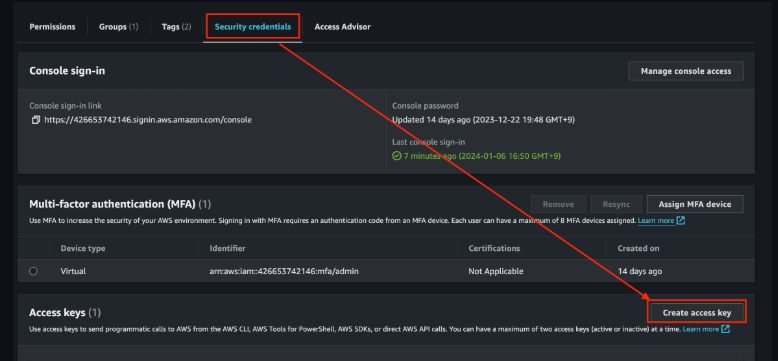 Permissions Groups (1) Tags (2) Security credentials Access Advisor
Console sign-in Manage console access
Console sign-in link Console password
https://426653742146.signin.aws.amazon.com/console Updated 14 days ago (2023-12-22 19:48 GMT+9)
Last console sign-in
7 minutes ago (2024-01-06 16:50 GMT+9)
Multi-factor authentication (MFA) (1) Remove Resync Assign MFA device
Use MFA to increase the security of your AWS environment. Signing in with MFA requires an authentication code from an MFA device. Each user can have a maximum of 8 MFA devices assigned. Learn more
Device type Identifier Certifications Created on
Virtual arn:aws:iam::426653742146:mfa/admin Not Applicable 14 days ago
Access keys (1) Create access key
Use access keys to send programmatic calls to AWS from the AWS CLI, AWS Tools for PowerShell, AWS SDKs, or direct AWS API calls. You can have a maximum of two access keys (active or inactive) at a time. Learn more